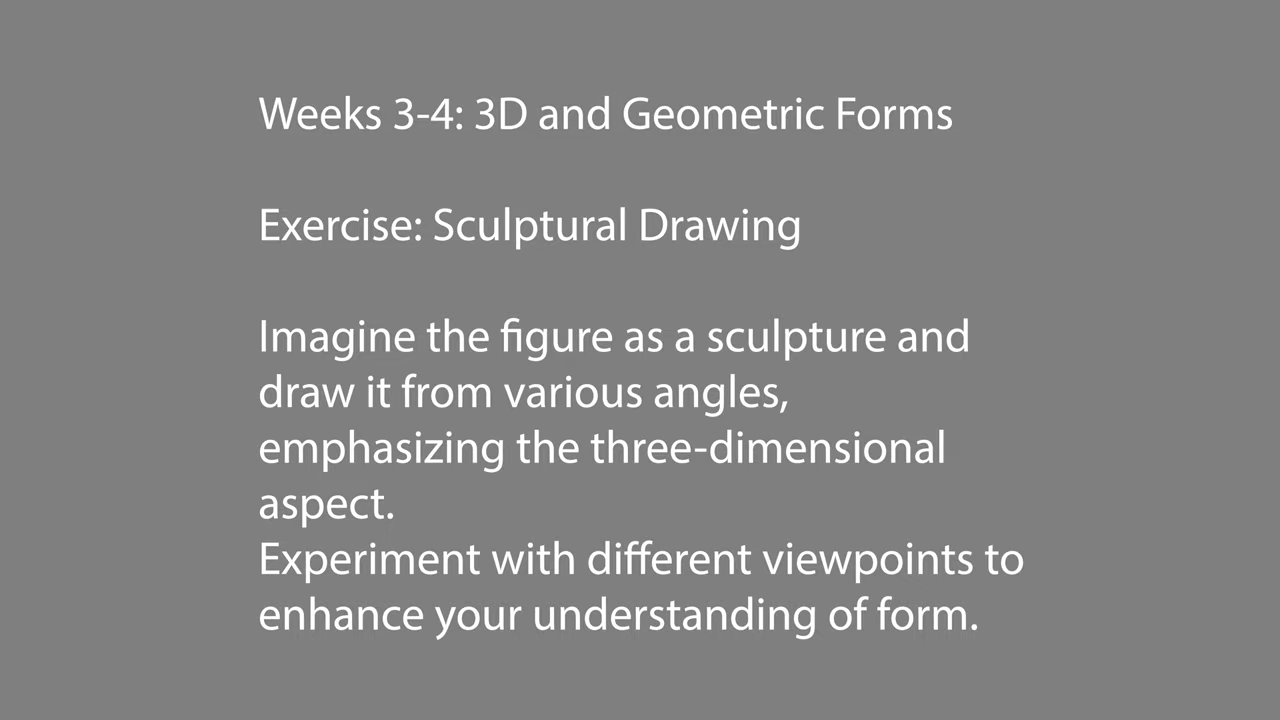 Weeks 3-4: 3D and Geometric Forms
Exercise: Sculptural Drawing
Imagine the figure as a sculpture and
draw it from various angles,
emphasizing the three-dimensional
aspect.
Experiment with different viewpoints to
enhance your understanding of form.